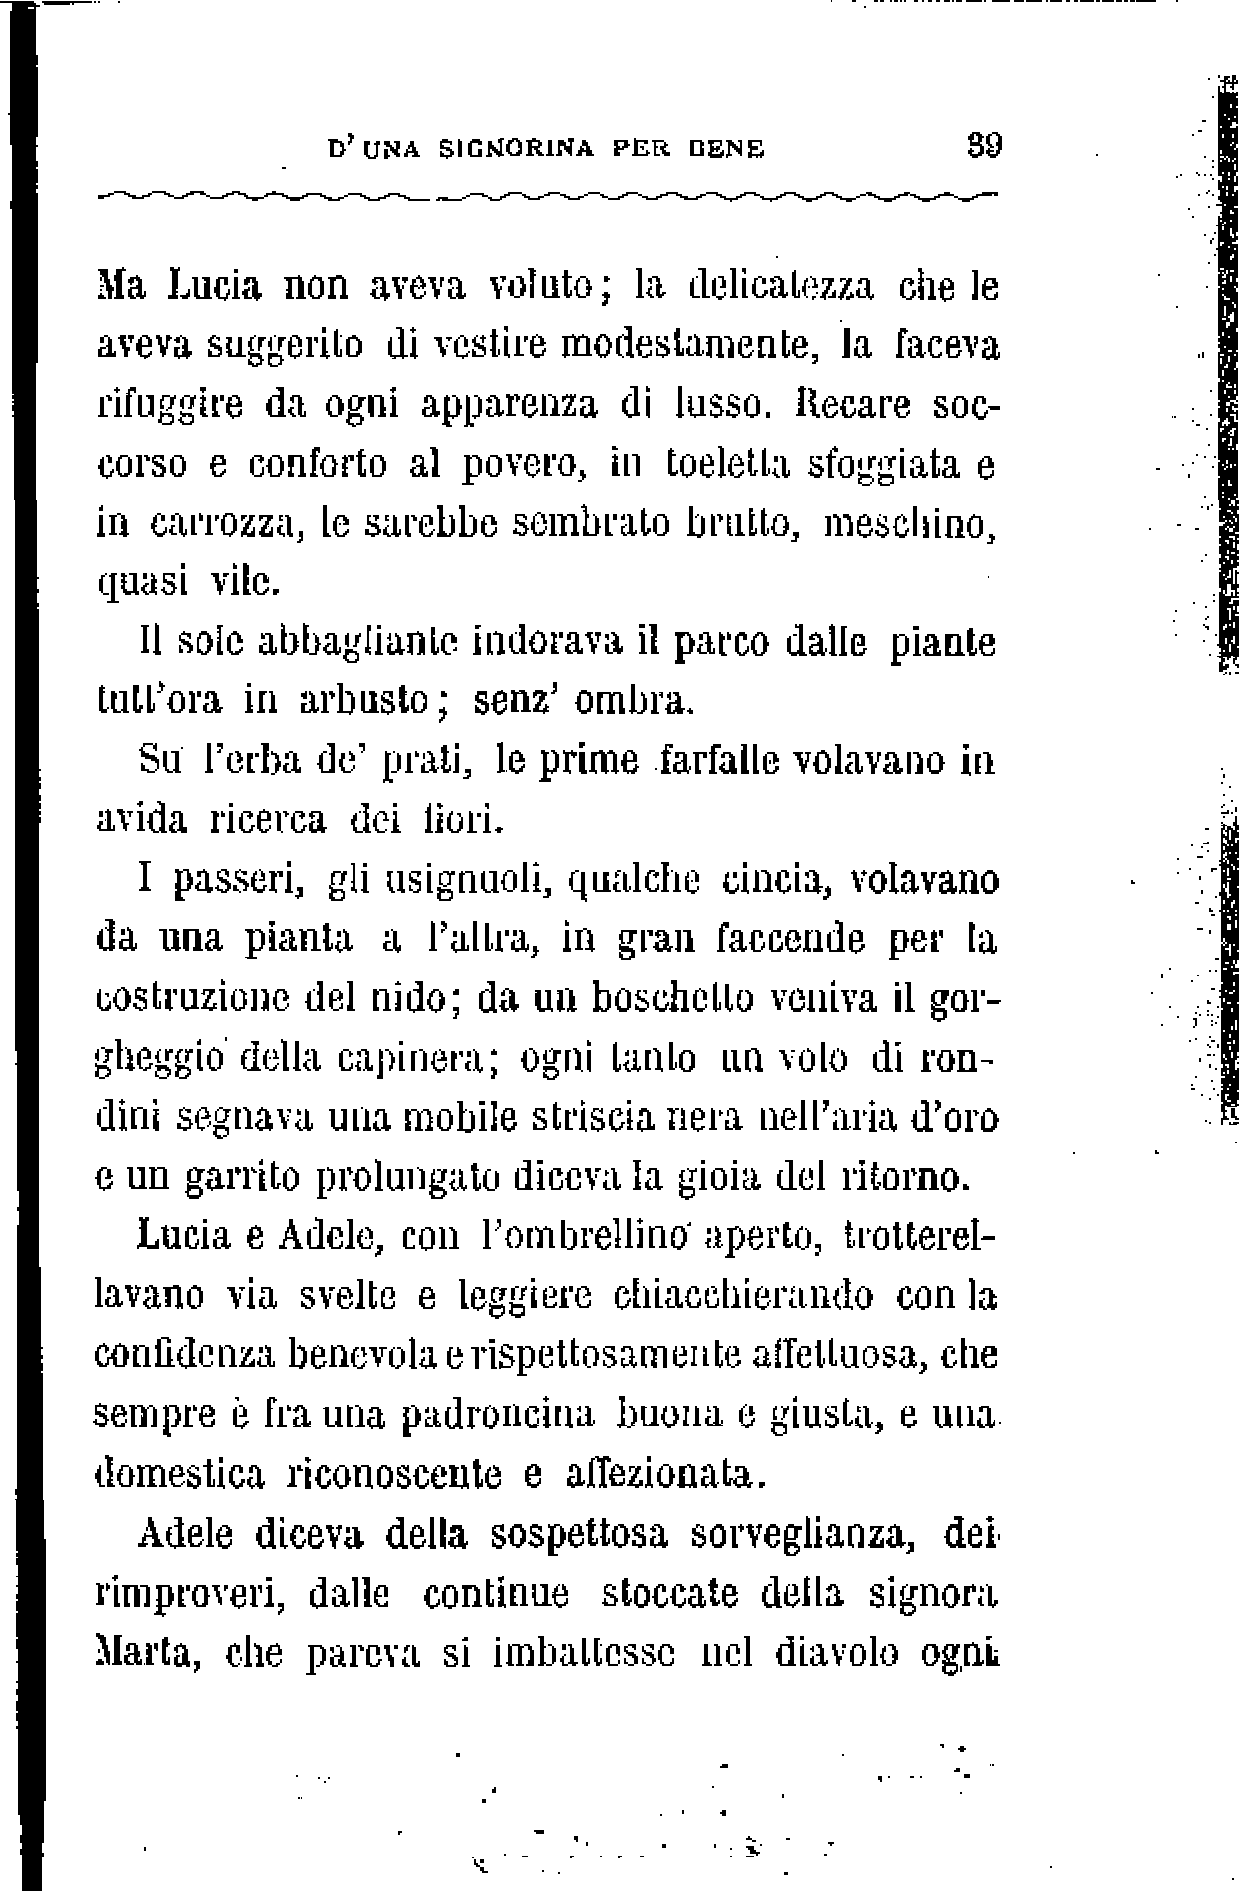 D' UNA SIGNORINA PER BENE 39
Ma Lucia non aveva voluto; la delicatezza che le
aveva suggerito di vestire modestamente, la faceva
rifuggire da ogni apparenza di lusso. Recare soc-
corso e conforto al povero, in toeletta sfoggiata e
in carrozza, le sarebbe sembrato brutto, meschino,
quasi vile.
Il sole abbagliante indorava il parco dalle piante
tutt'ora in arbusto; senz' ombra.
Su l'erba de' prati, le prime farfalle volavano in
avida ricerca dei fiori.
I passeri, gli usignuoli, qualche cincia, volavano
da una pianta a l'altra, in gran faccende per la
costruzione del nido; da un boschetto veniva il gor-
gheggio della capinera; ogni tanto un volo di ron-
dini segnava una mobile striscia nera nell'aria d'oro
e un garrito prolungato diceva la gioia del ritorno.
Lucia e Adele, con l'ombrellino aperto, trotterel-
lavano via svelte e leggiere chiacchierando con la
confidenza benevola e rispettosamente affettuosa, che
sempre è fra una padroncina buona e giusta, e una
domestica riconoscente e affezionata.
Adele diceva della sospettosa sorveglianza, dei
rimproveri, dalle continue stoccate della signora
Marta, che pareva si imbattesse nel diavolo ogni